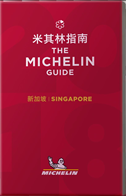 米其林指南
THE
MICHELIN
GUIDE
新加坡 | SINGAPORE
MICHELIN